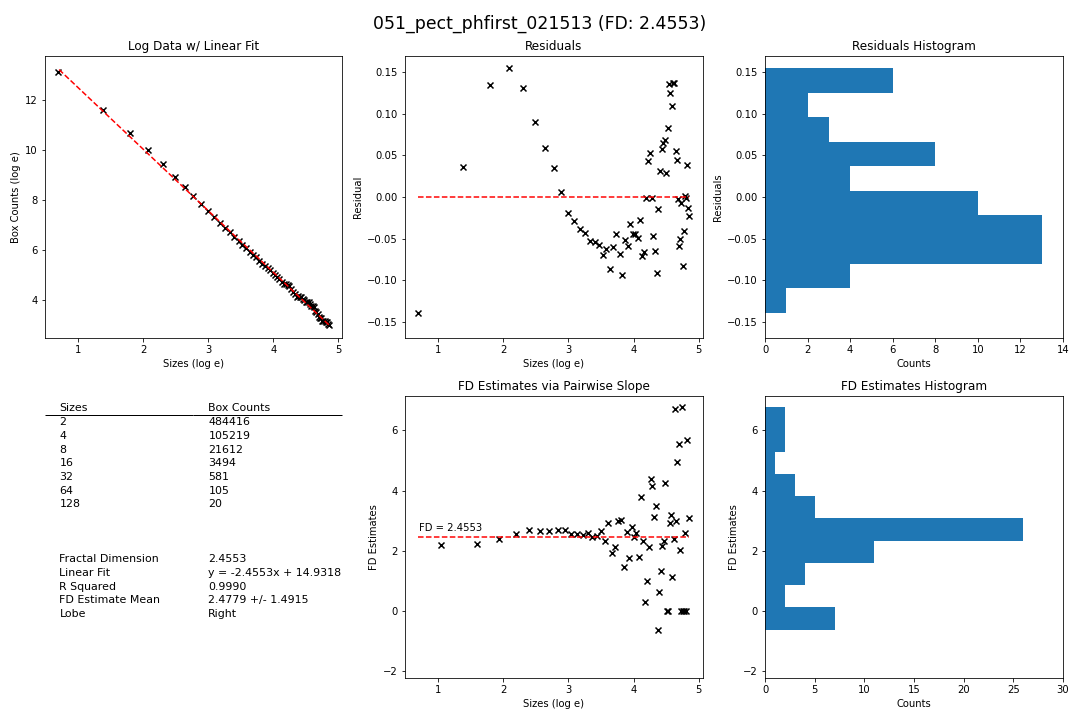 051_pect_phfirst_021513 (FD: 2.4553)
Log Data w/ Linear Fit
12
10
8
6
4
1 2 3 4 5
Box Counts (log e)
Sizes (log e)
Residuals
0.15
0.10
0.05
0.00
−0.05
−0.10
−0.15
1 2 3 4 5
Residual
Sizes (log e)
Residuals Histogram
0.15
0.10
0.05
0.00
−0.05
−0.10
−0.15
0 2 4 6 8 10 12 14
Residuals
Counts
Sizes Box Counts
2 484416
4 105219
8 21612
16 3494
32 581
64 105
128 20
Fractal Dimension 2.4553
Linear Fit y = -2.4553x + 14.9318
R Squared 0.9990
FD Estimate Mean 2.4779 +/- 1.4915
Lobe Right
FD Estimates via Pairwise Slope
6
4
2
0
−2
FD = 2.4553
1 2 3 4 5
FD Estimates
Sizes (log e)
FD Estimates Histogram
6
4
2
0
−2
0 5 10 15 20 25 30
FD Estimates
Counts